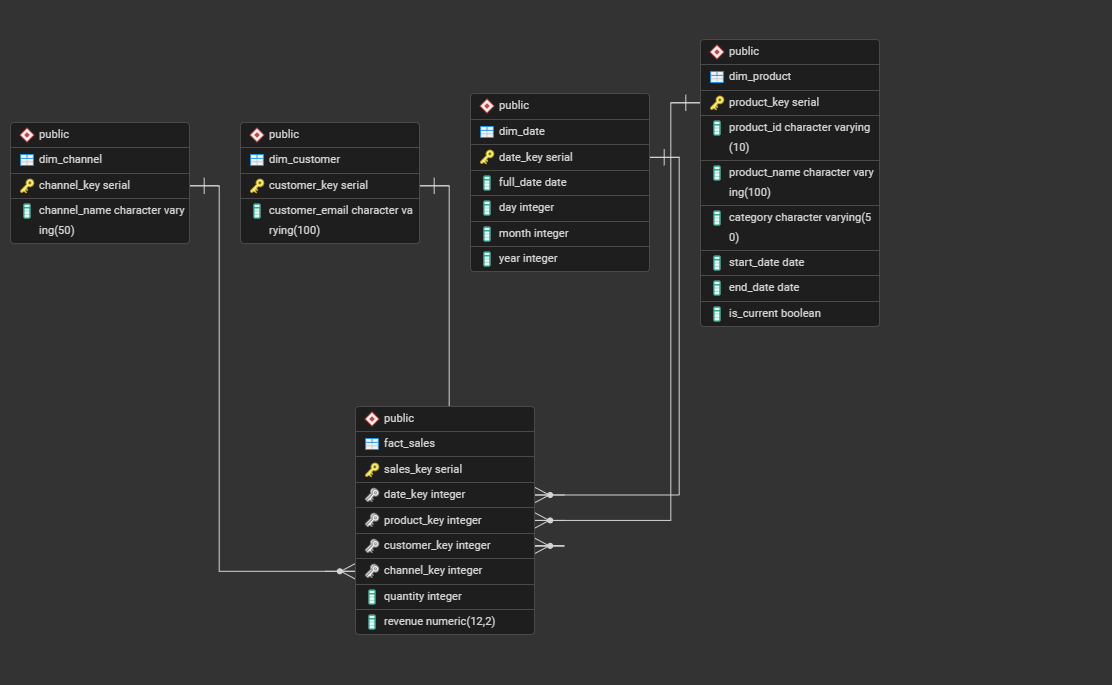 public
dim_channel
channel_key serial
channel_name character vary
ing(50)
public
dim_customer
customer_key serial
customer_email character va
rying(100)
public
dim_date
date_key serial
full_date date
day integer
month integer
year integer
public
dim_product
product_key serial
product_id character varying
(10)
product_name character vary
ing(100)
category character varying(5
0)
start_date date
end_date date
is_current boolean
public
fact_sales
sales_key serial
date_key integer
product_key integer
customer_key integer
channel_key integer
quantity integer
revenue numeric(12,2)